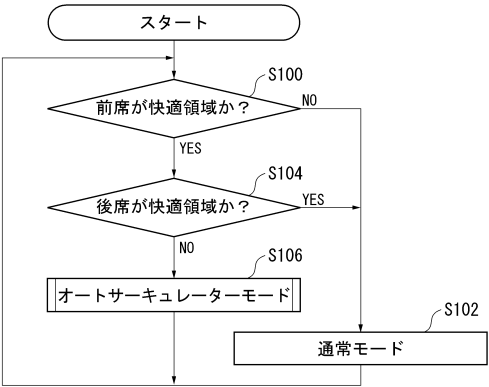 スタート
S100
前席が快適領域か？
NO
YES
S104
後席が快適領域か？
YES
NO
S106
オートサーキュレーターモード
S102
通常モード